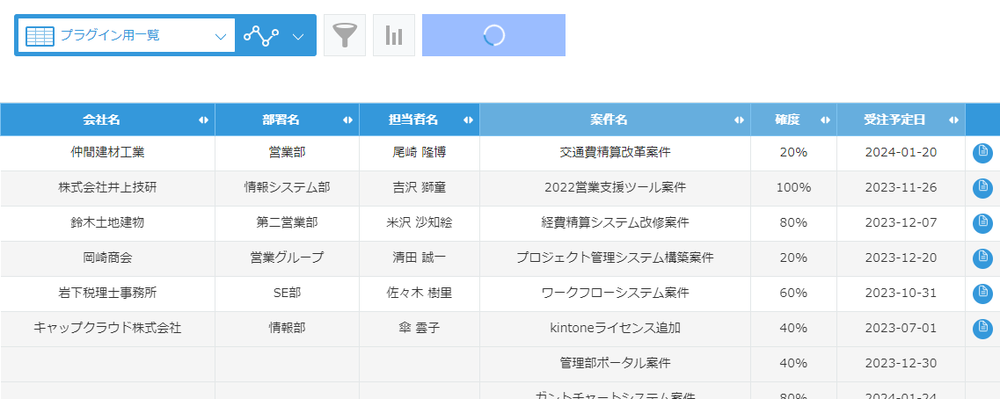 プラグイン用一覧
会社名 部署名 担当者名 案件名 確度 受注予定日
仲間建材工業 営業部 尾崎 隆博 交通費精算改革案件 20% 2024-01-20
株式会社井上技研 情報システム部 吉沢 獅童 2022営業支援ツール案件 100% 2023-11-26
鈴木土地建物 第二営業部 米沢 沙知絵 経費精算システム改修案件 80% 2023-12-07
岡崎商会 営業グループ 清田 誠一 プロジェクト管理システム構築案件 20% 2023-12-20
岩下税理士事務所 SE部 佐々木 樹里 ワークフローシステム案件 60% 2023-10-31
キャップクラウド株式会社 情報部 傘 雲子 kintoneライセンス追加 40% 2023-07-01
管理部ポータル案件 40% 2023-12-30
ガントチャートシステム案件 80% 2024-01-24